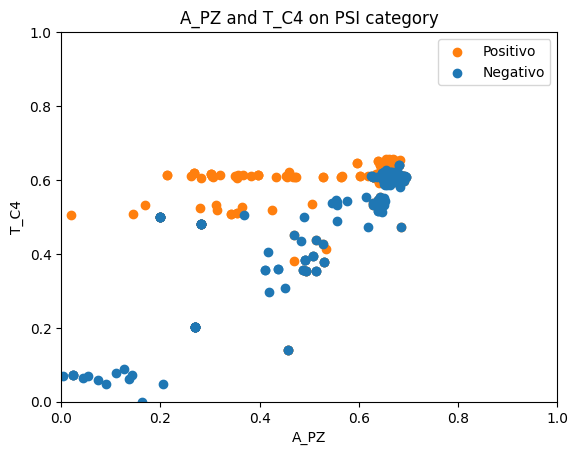 A_PZ and T_C4 on PSI category
Positivo
Negativo
1.0
0.8
0.6
0.4
0.2
0.0
T_C4
0.0 0.2 0.4 0.6 0.8 1.0
A_PZ